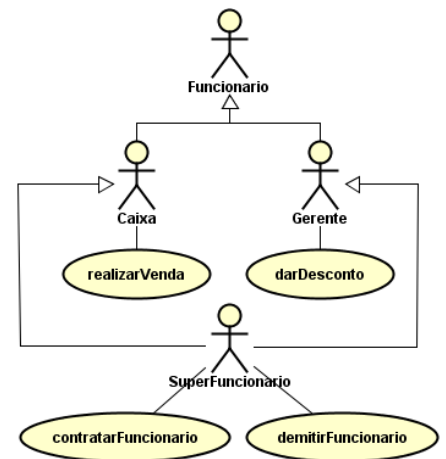 Funcionario
Caixa
Gerente
realizarVenda
darDesconto
SuperFuncionario
contratarFuncionario
demitirFuncionario